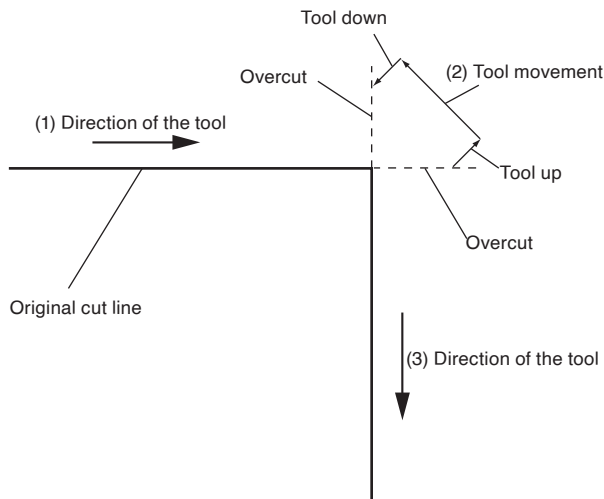 Tool down
(2) Tool movement
Overcut
(1) Direction of the tool
Tool up
Overcut
Original cut line
(3) Direction of the tool